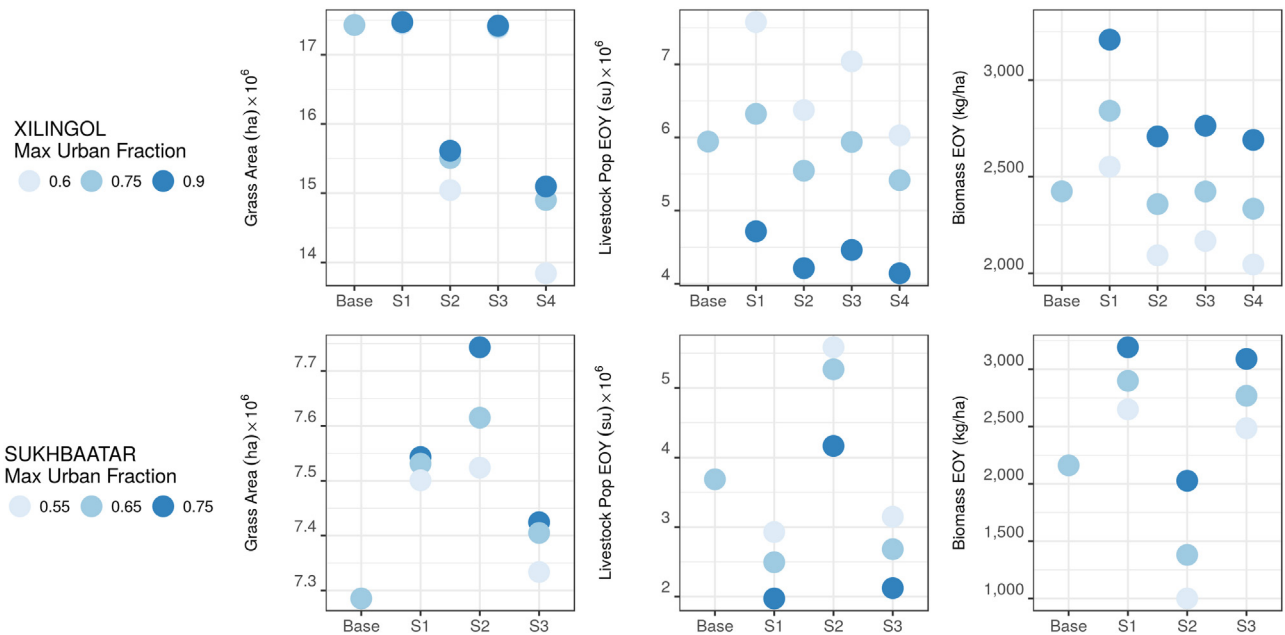 XILINGOL
Max Urban Fraction
0.6 0.75 0.9
Grass Area (ha) × 10⁶
17
16
15
14
Base S1 S2 S3 S4
Livestock Pop EOY (su) × 10⁶
7
6
5
4
Base S1 S2 S3 S4
Biomass EOY (kg/ha)
3,000
2,500
2,000
Base S1 S2 S3 S4
SUKHBAATAR
Max Urban Fraction
0.55 0.65 0.75
Grass Area (ha) × 10⁶
7.7
7.6
7.5
7.4
7.3
Base S1 S2 S3
Livestock Pop EOY (su) × 10⁶
5
4
3
2
Base S1 S2 S3
Biomass EOY (kg/ha)
3,000
2,500
2,000
1,500
1,000
Base S1 S2 S3